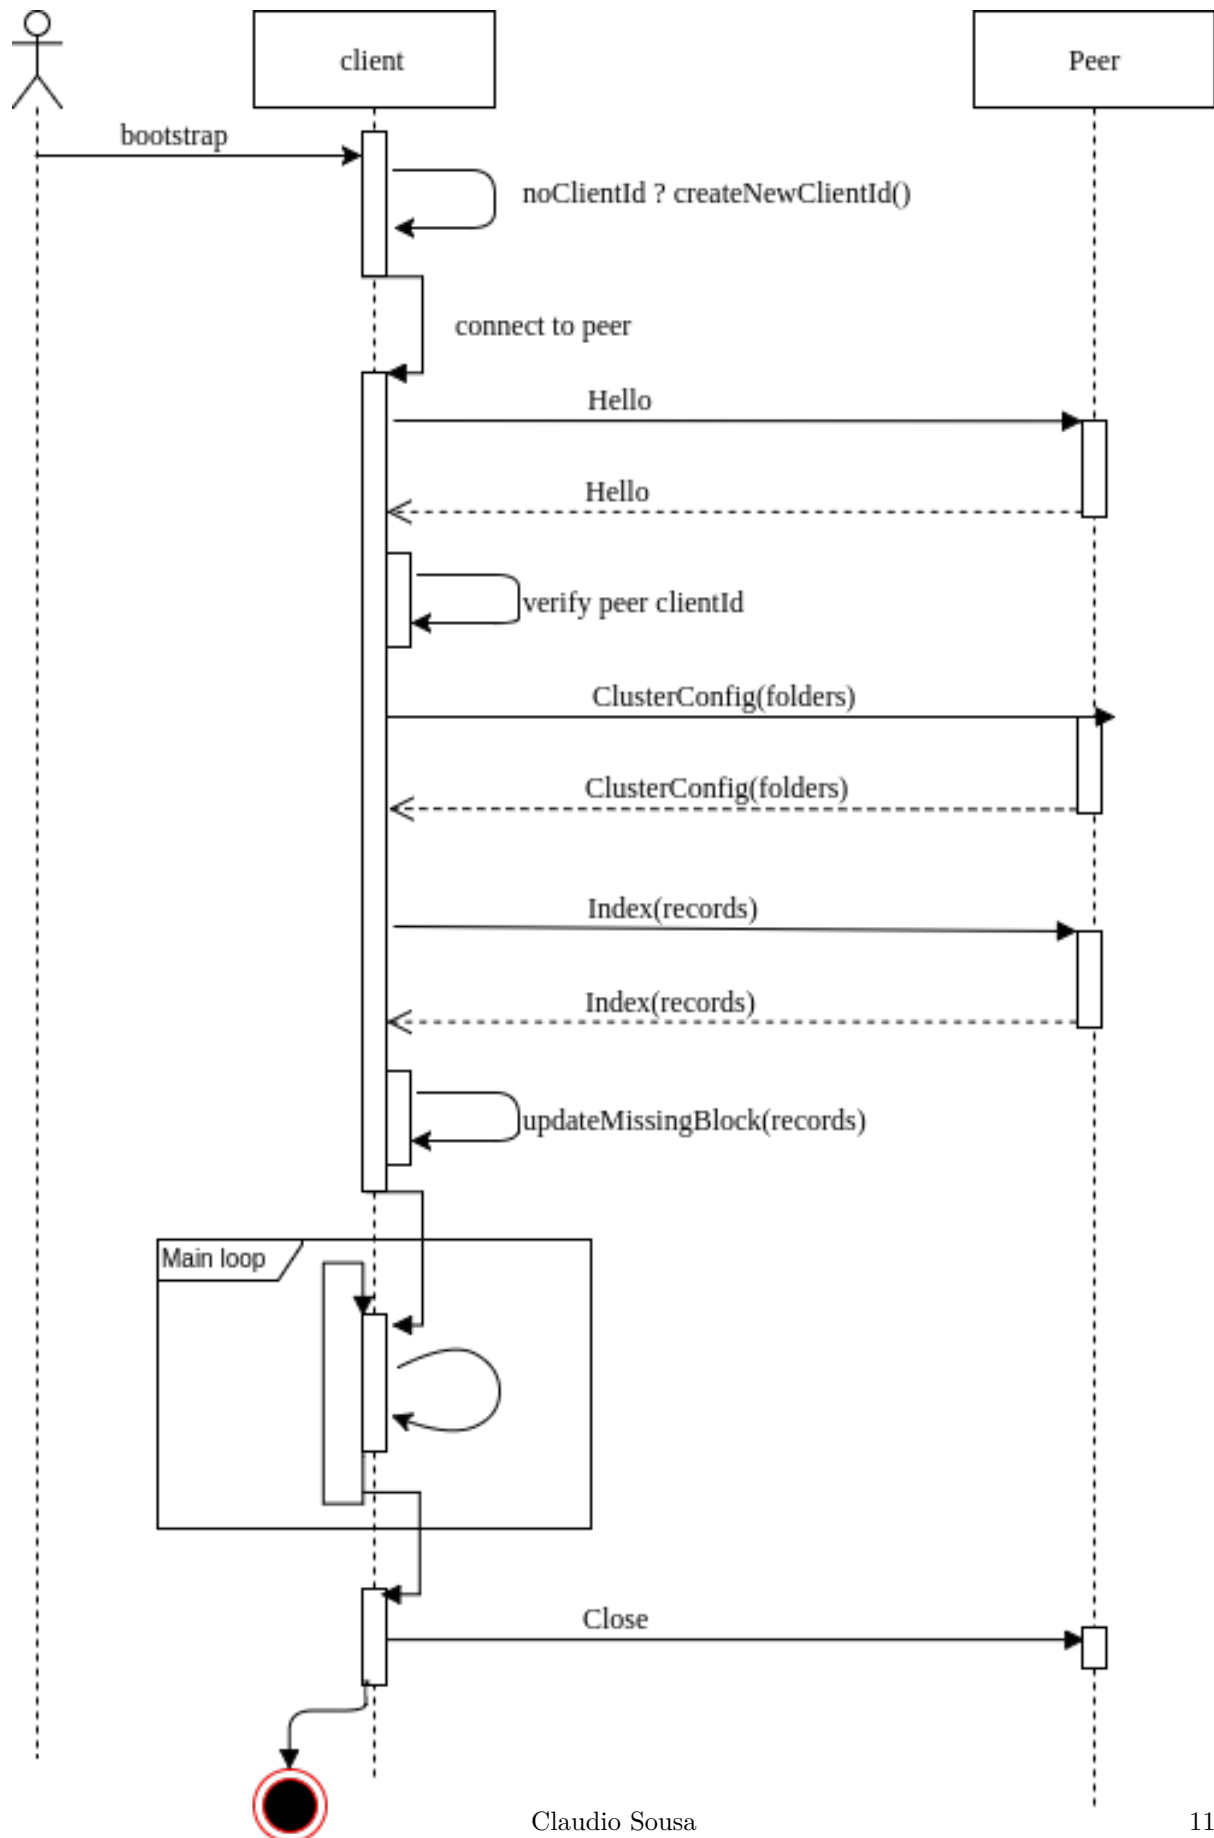 client
Peer
bootstrap
noClientId ? createNewClientId()
connect to peer
Hello
Hello
verify peer clientId
ClusterConfig(folders)
ClusterConfig(folders)
Index(records)
Index(records)
updateMissingBlock(records)
Main loop
Close
Claudio Sousa
11